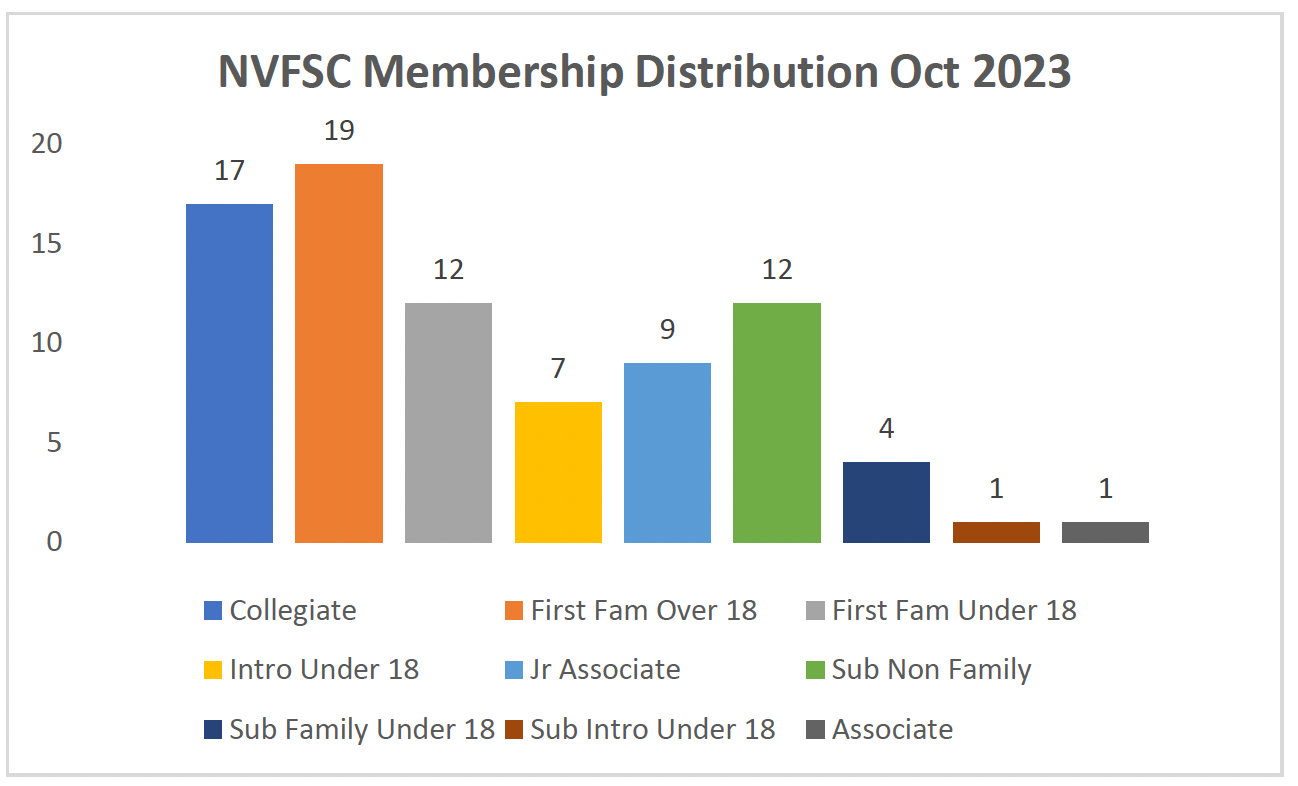 NVFSC Membership Distribution Oct 2023
20
15
10
5
0
17
19
12
7
9
12
4
1
1
Collegiate
First Fam Over 18
First Fam Under 18
Intro Under 18
Jr Associate
Sub Non Family
Sub Family Under 18
Sub Intro Under 18
Associate